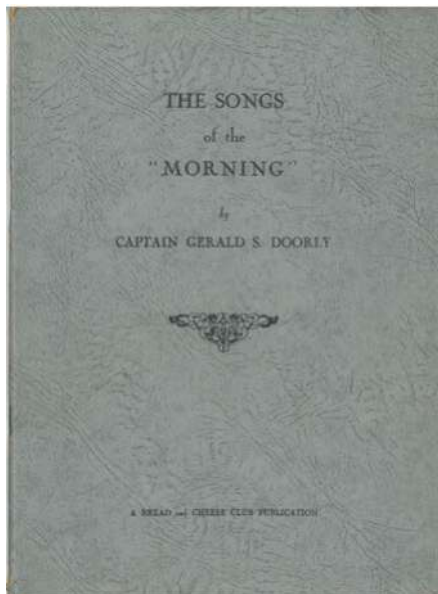 THE SONGS
of the
"MORNING"
by
CAPTAIN GERALD S. DOORLY
A BREAD and CHEESE CLUB PUBLICATION